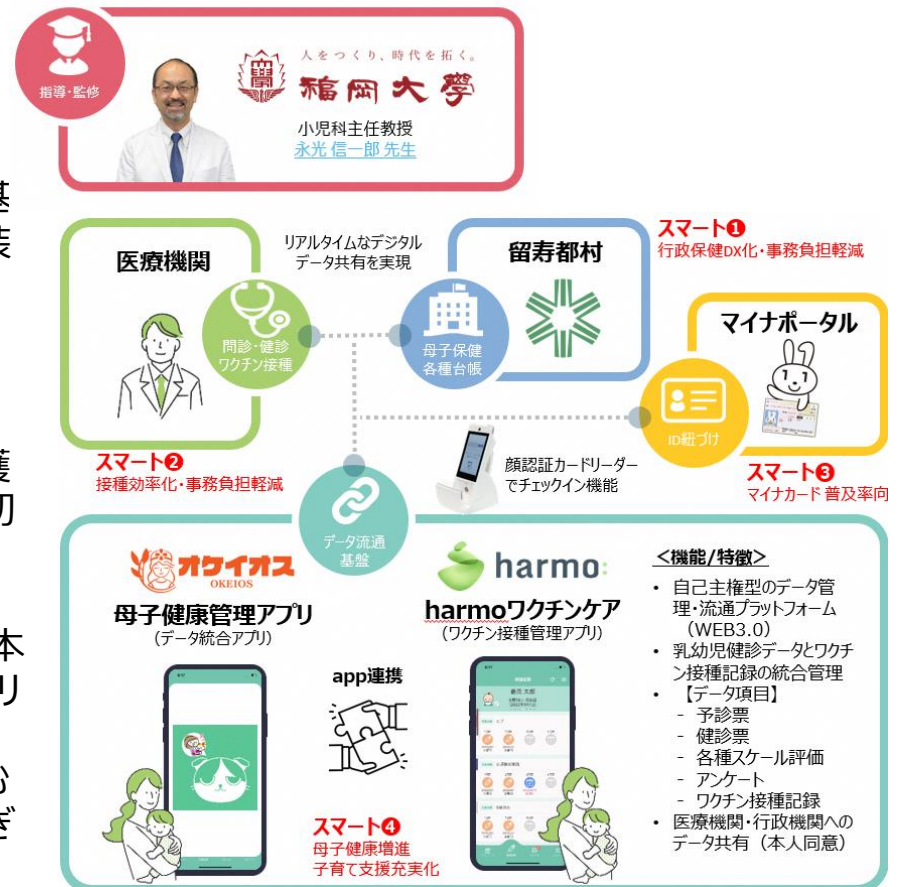 指導・監修
人をつくり、時代を拓く。
福岡大學
小児科主任教授
永光 信一郎 先生
基
装
護
切
本
リ
む
ぎ
医療機関
リアルタイムなデジタル
データ共有を実現
留寿都村
スマート❶
行政保健DX化・事務負担軽減
問診・健診
ワクチン接種
母子保健
各種台帳
マイナポータル
ID紐づけ
スマート❷
接種効率化・事務負担軽減
顔認証カードリーダー
でチェックイン機能
スマート❸
マイナカード 普及率向
データ流通
基盤
オケイオス
OKEIOS
母子健康管理アプリ
(データ統合アプリ)
app連携
harmo
harmoワクチンケア
(ワクチン接種管理アプリ)
スマート❹
母子健康増進
子育て支援充実化
<機能/特徴>
• 自己主権型のデータ管
理・流通プラットフォーム
(WEB3.0)
• 乳幼児健診データとワクチ
ン接種記録の統合管理
• 【データ項目】
- 予診票
- 健診票
- 各種スケール評価
- アンケート
- ワクチン接種記録
• 医療機関・行政機関への
データ共有(本人同意)